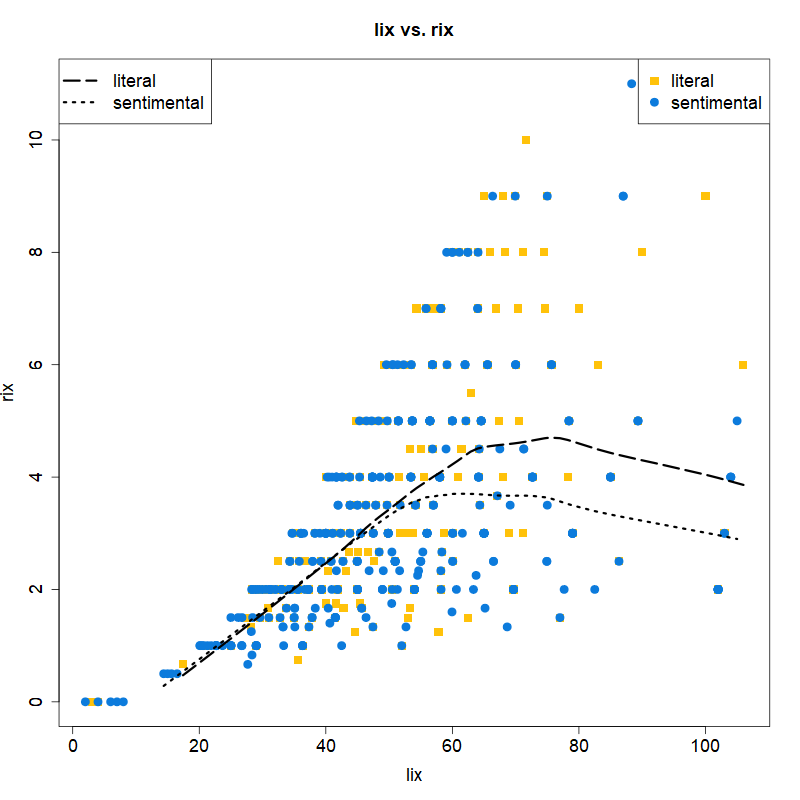 lix vs. rix
literal
sentimental
literal
sentimental
10
8
6
4
2
0
rix
0 20 40 60 80 100
lix